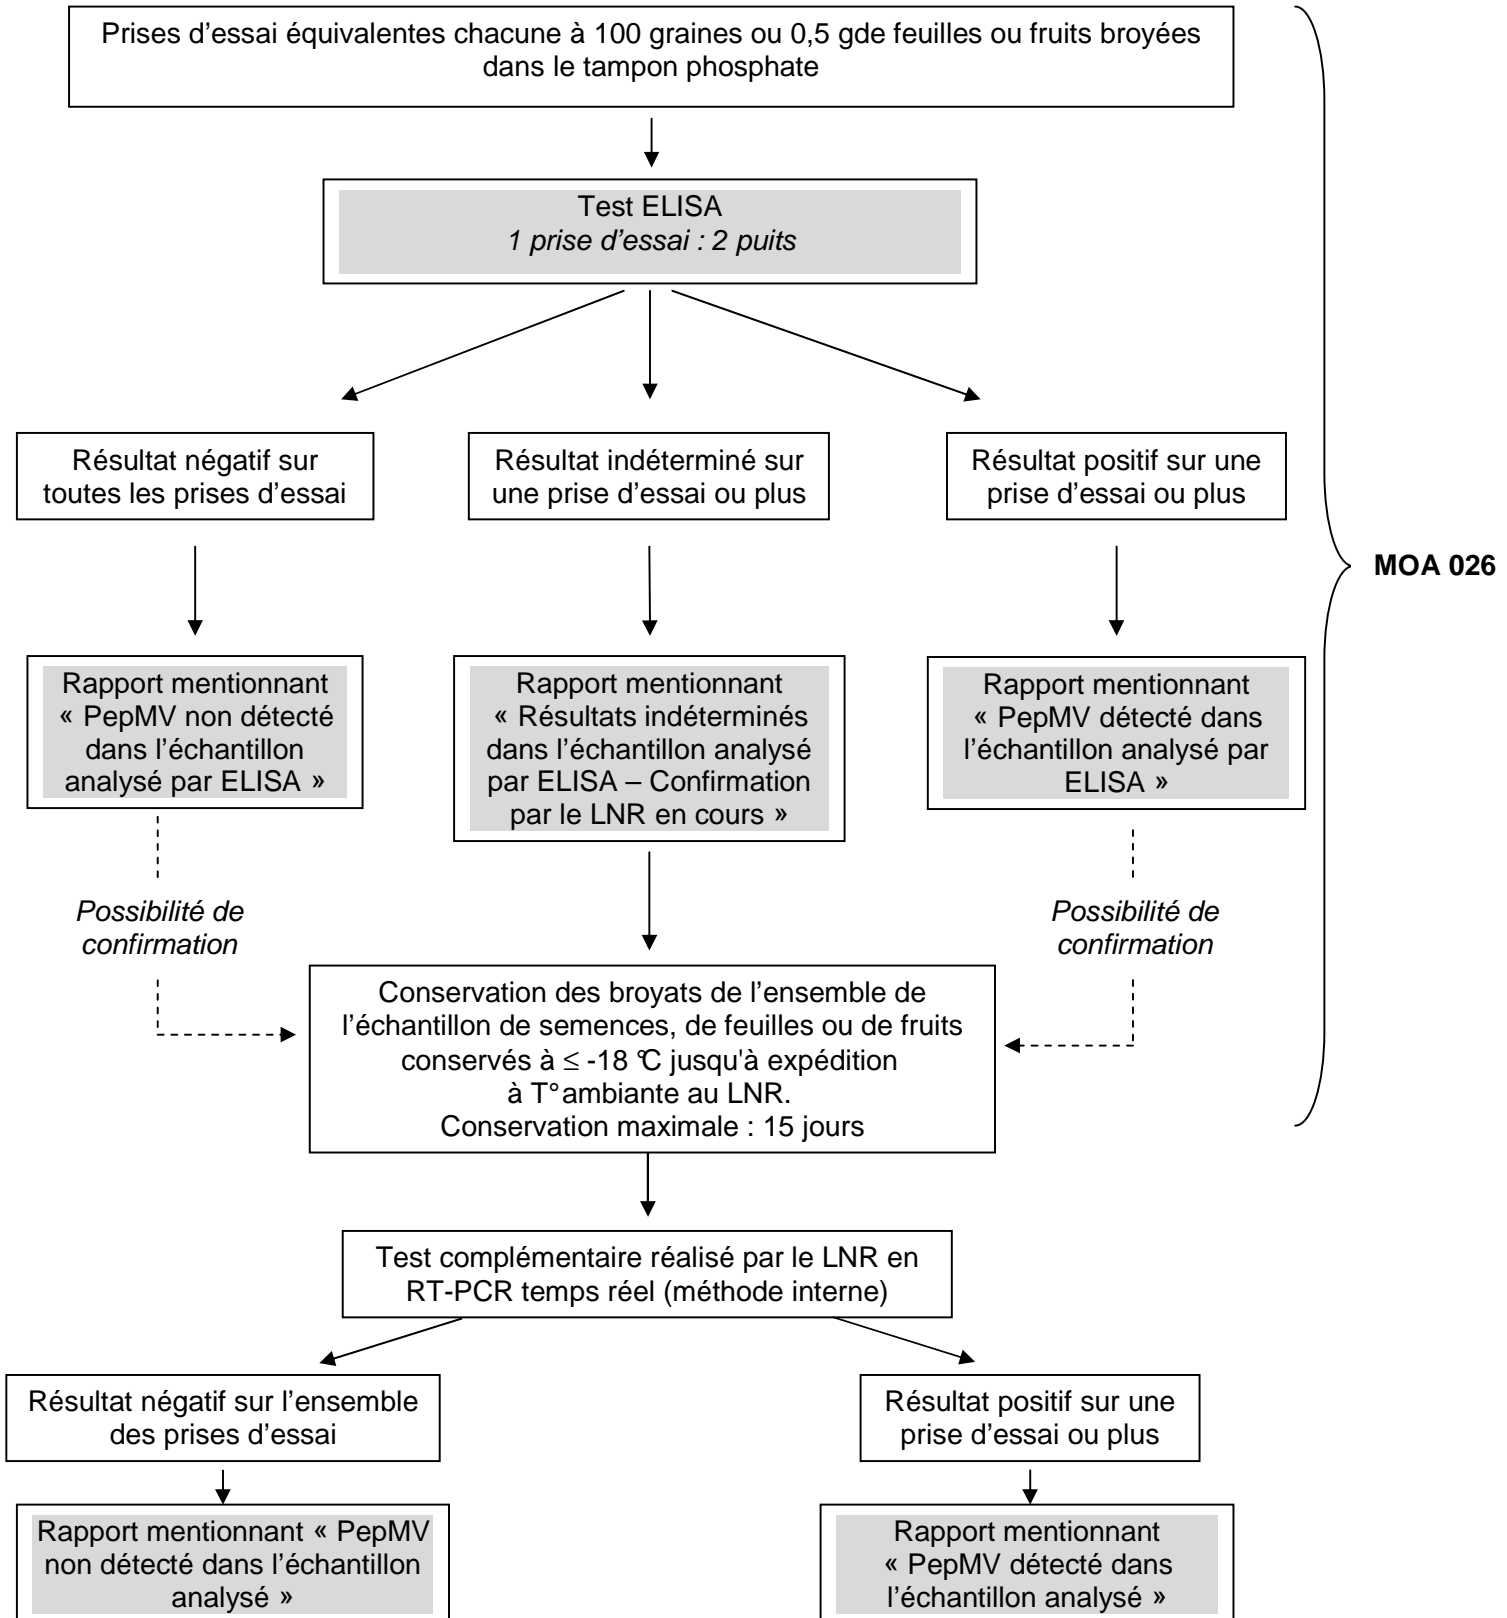 Prises d’essai équivalentes chacune à 100 graines ou 0,5 gde feuilles ou fruits broyées
dans le tampon phosphate
Test ELISA
1 prise d’essai : 2 puits
Résultat négatif sur
toutes les prises d’essai
Résultat indéterminé sur
une prise d’essai ou plus
Résultat positif sur une
prise d’essai ou plus
MOA 026
Rapport mentionnant
« PepMV non détecté
dans l’échantillon
analysé par ELISA »
Rapport mentionnant
« Résultats indéterminés
dans l’échantillon analysé
par ELISA – Confirmation
par le LNR en cours »
Rapport mentionnant
« PepMV détecté dans
l’échantillon analysé par
ELISA »
Possibilité de
confirmation
Possibilité de
confirmation
Conservation des broyats de l’ensemble de
l’échantillon de semences, de feuilles ou de fruits
conservés à ≤ -18 °C jusqu'à expédition
à T° ambiante au LNR.
Conservation maximale : 15 jours
Test complémentaire réalisé par le LNR en
RT-PCR temps réel (méthode interne)
Résultat négatif sur l’ensemble
des prises d’essai
Résultat positif sur une
prise d’essai ou plus
Rapport mentionnant « PepMV
non détecté dans l’échantillon
analysé »
Rapport mentionnant
« PepMV détecté dans
l’échantillon analysé »